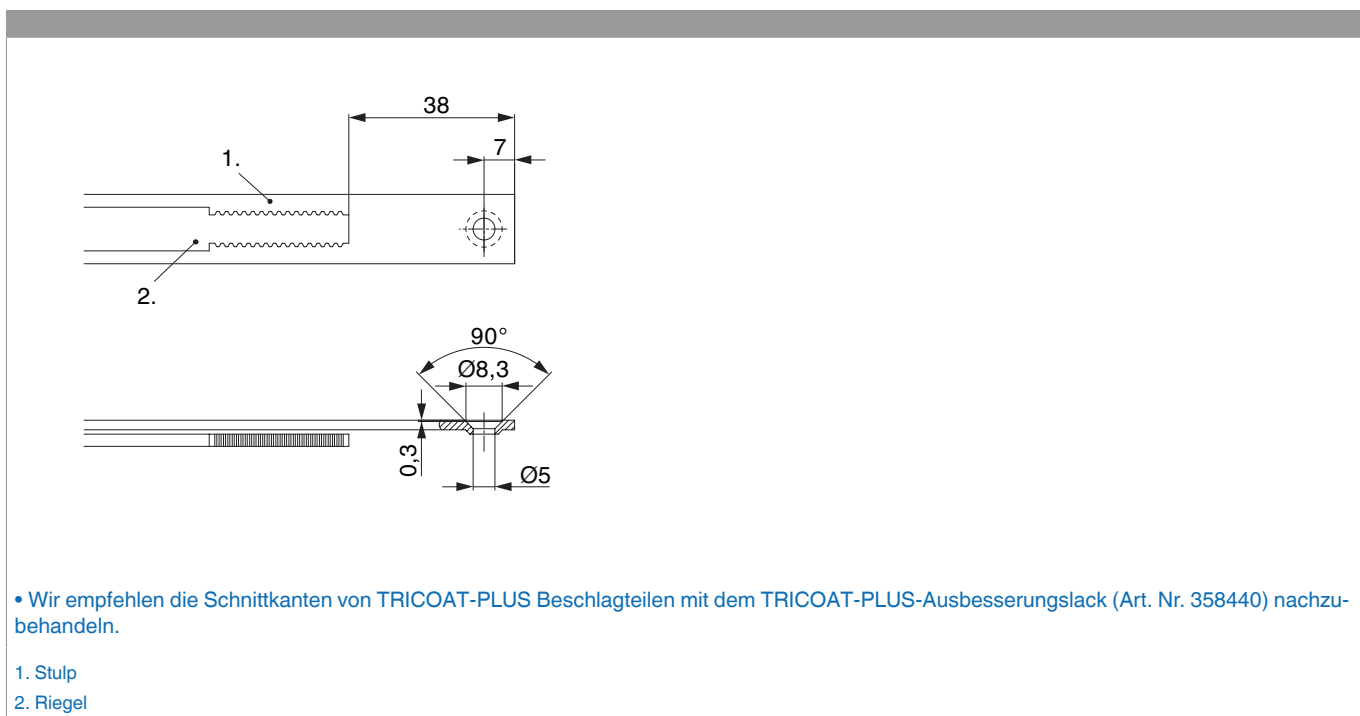 38
7
1.
2.
90°
Ø8,3
0,3
Ø5
• Wir empfehlen die Schnittkanten von TRICOAT-PLUS Beschlagteilen mit dem TRICOAT-PLUS-Ausbesserungslack (Art. Nr. 358440) nachzu-
behandeln.
1. Stulp
2. Riegel